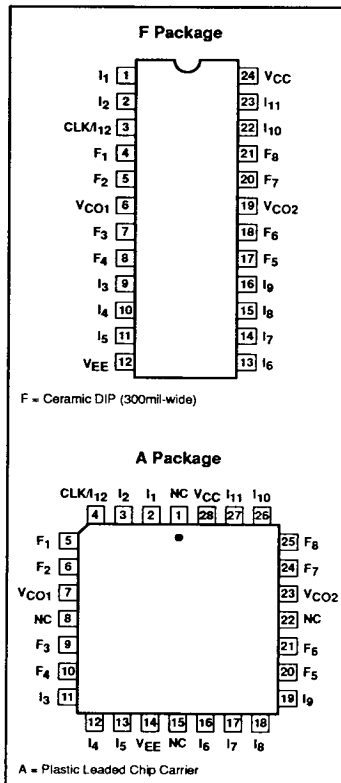 F Package
I1 1 24 VCC
I2 2 23 I11
CLK/I12 3 22 I10
F1 4 21 F8
F2 5 20 F7
VCO1 6 19 VCO2
F3 7 18 F6
F4 8 17 F5
I3 9 16 I9
I4 10 15 I8
I5 11 14 I7
VEE 12 13 I6
F = Ceramic DIP (300mil-wide)
A Package
CLK/I12 I2 I1 NC VCC I11 I10
4 3 2 1 28 27 26
F1 5 25 F8
F2 6 24 F7
VCO1 7 23 VCO2
NC 8 22 NC
F3 9 21 F6
F4 10 20 F5
I3 11 19 I9
12 13 14 15 16 17 18
I4 I5 VEE NC I6 I7 I8
A = Plastic Leaded Chip Carrier